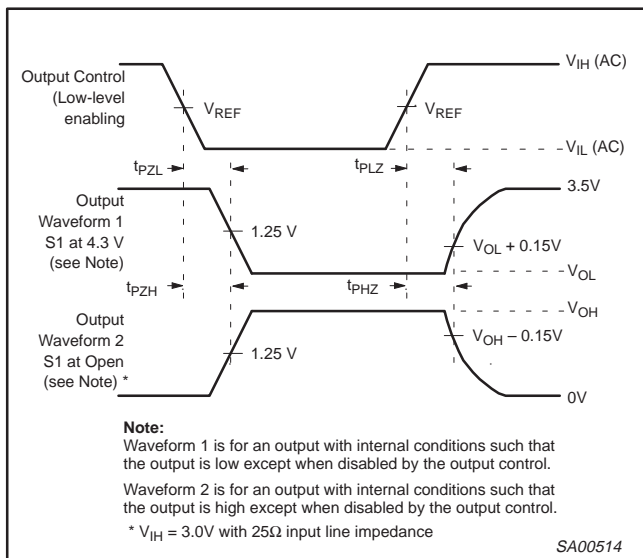 V_IH (AC)
Output Control
(Low-level
enabling
V_REF
V_REF
V_IL (AC)
t_PZL
t_PLZ
Output
Waveform 1
S1 at 4.3 V
(see Note)
3.5V
1.25 V
V_OL + 0.15V
V_OL
t_PZH
t_PHZ
V_OH
Output
Waveform 2
S1 at Open
(see Note) *
1.25 V
V_OH – 0.15V
0V
Note:
Waveform 1 is for an output with internal conditions such that
the output is low except when disabled by the output control.
Waveform 2 is for an output with internal conditions such that
the output is high except when disabled by the output control.
* V_IH = 3.0V with 25Ω input line impedance
SA00514